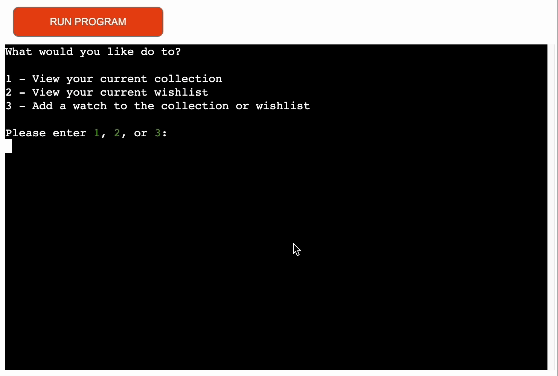 RUN PROGRAM
What would you like do to?
1 - View your current collection
2 - View your current wishlist
3 - Add a watch to the collection or wishlist
Please enter 1, 2, or 3: